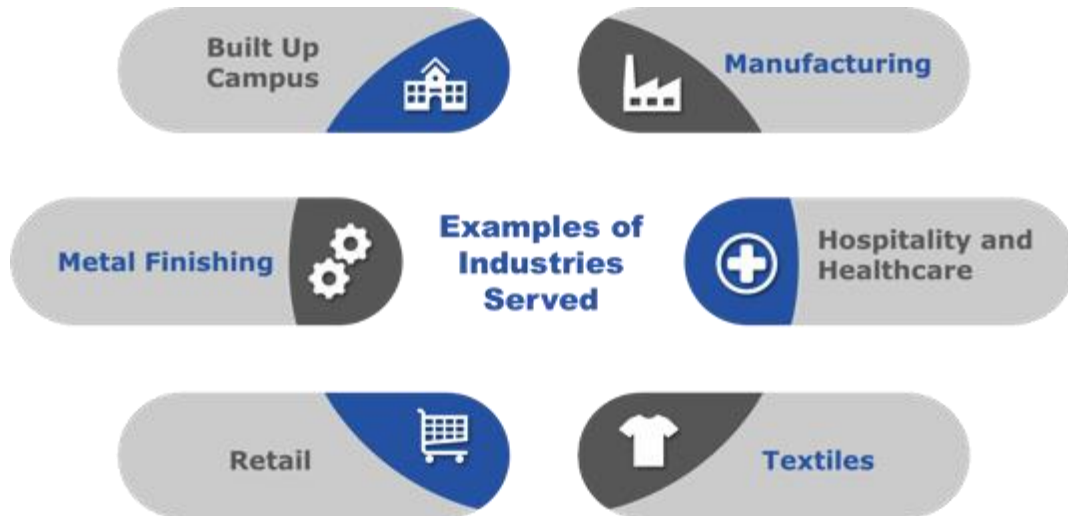 Built Up
Campus
Manufacturing
Metal Finishing
Examples of
Industries
Served
Hospitality and
Healthcare
Retail
Textiles